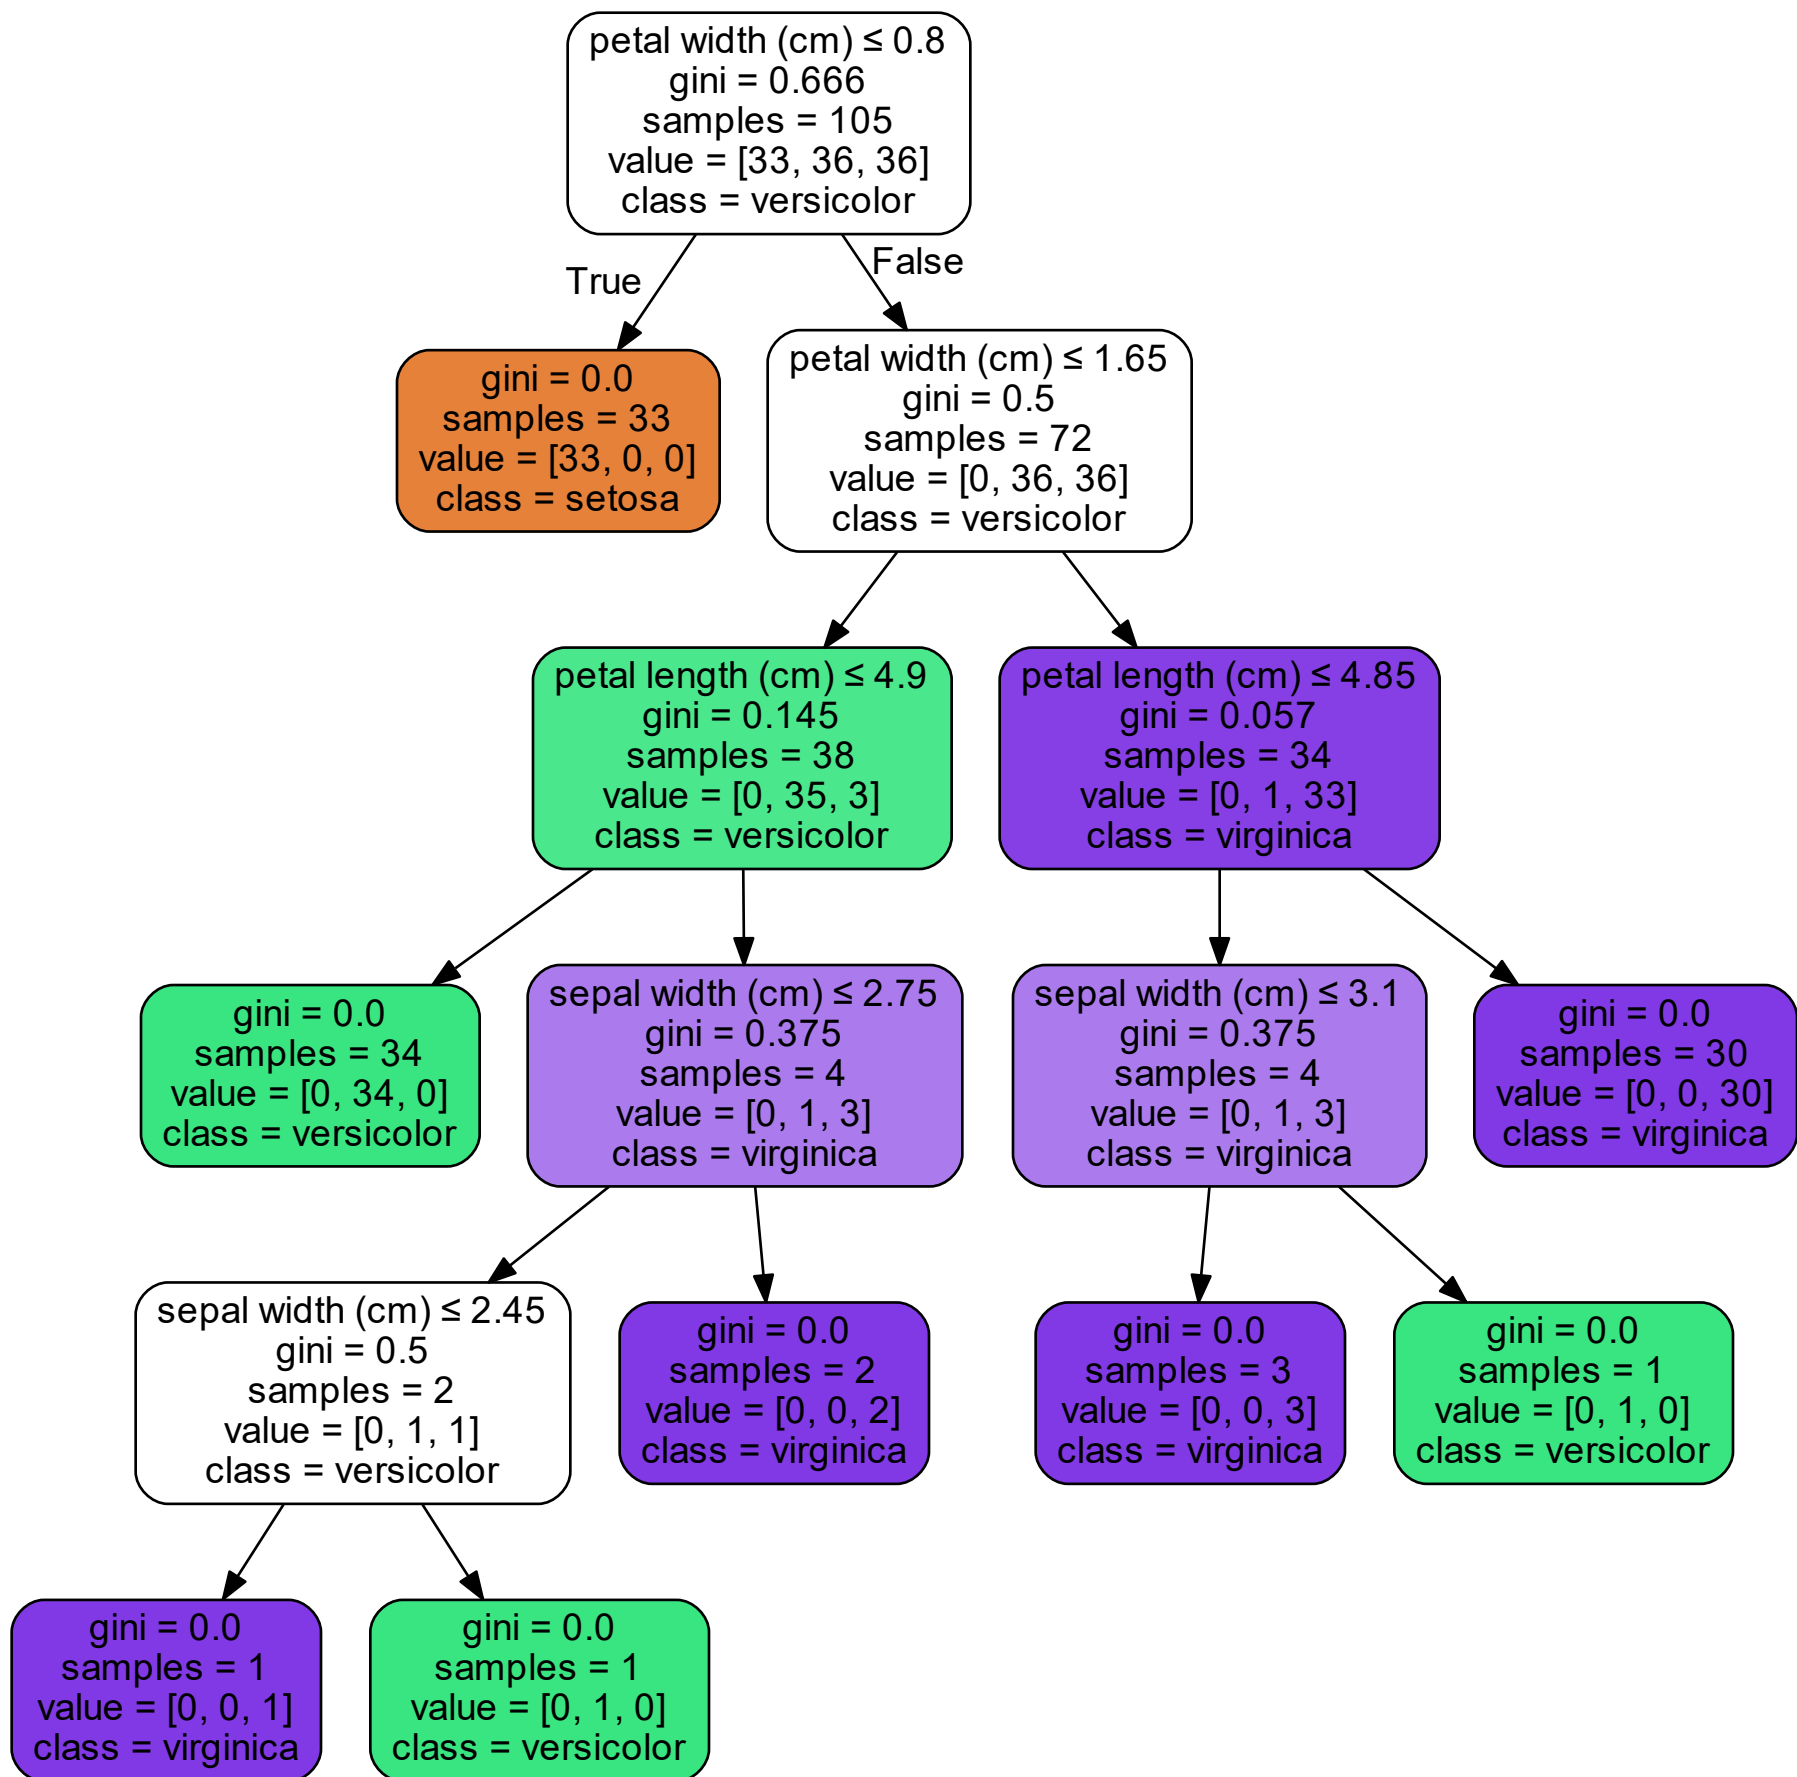 petal width (cm) ≤ 0.8
gini = 0.666
samples = 105
value = [33, 36, 36]
class = versicolor
True
False
gini = 0.0
samples = 33
value = [33, 0, 0]
class = setosa
petal width (cm) ≤ 1.65
gini = 0.5
samples = 72
value = [0, 36, 36]
class = versicolor
petal length (cm) ≤ 4.9
gini = 0.145
samples = 38
value = [0, 35, 3]
class = versicolor
petal length (cm) ≤ 4.85
gini = 0.057
samples = 34
value = [0, 1, 33]
class = virginica
gini = 0.0
samples = 34
value = [0, 34, 0]
class = versicolor
sepal width (cm) ≤ 2.75
gini = 0.375
samples = 4
value = [0, 1, 3]
class = virginica
sepal width (cm) ≤ 3.1
gini = 0.375
samples = 4
value = [0, 1, 3]
class = virginica
gini = 0.0
samples = 30
value = [0, 0, 30]
class = virginica
sepal width (cm) ≤ 2.45
gini = 0.5
samples = 2
value = [0, 1, 1]
class = versicolor
gini = 0.0
samples = 2
value = [0, 0, 2]
class = virginica
gini = 0.0
samples = 3
value = [0, 0, 3]
class = virginica
gini = 0.0
samples = 1
value = [0, 1, 0]
class = versicolor
gini = 0.0
samples = 1
value = [0, 0, 1]
class = virginica
gini = 0.0
samples = 1
value = [0, 1, 0]
class = versicolor